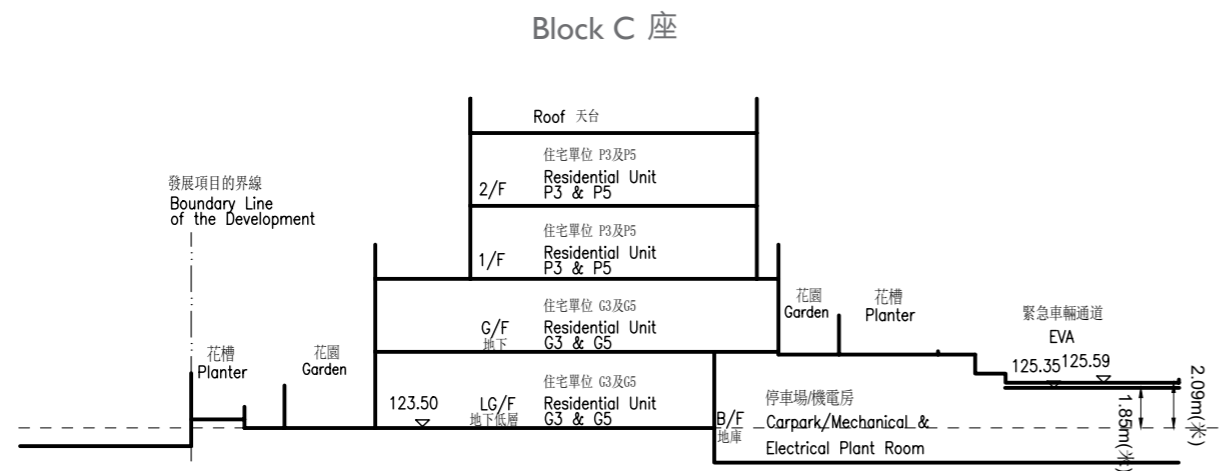 Block C 座
Roof 天台
住宅單位 P3及P5
2/F
Residential Unit
P3 & P5
發展項目的界線
Boundary Line
of the Development
住宅單位 P3及P5
1/F
Residential Unit
P3 & P5
花園
Garden
花槽
Planter
住宅單位 G3及G5
G/F
地下
Residential Unit
G3 & G5
緊急車輛通道
EVA
125.35
125.59
花槽
Planter
花園
Garden
123.50
住宅單位 G3及G5
LG/F
地下低層
Residential Unit
G3 & G5
B/F
地庫
停車場/機電房
Carpark/Mechanical &
Electrical Plant Room
1.85m(米)
2.09m(米)